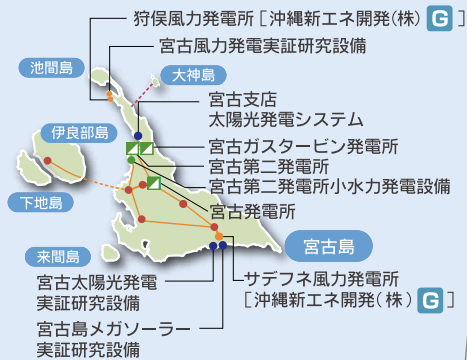 狩俣風力発電所［沖縄新エネ開発（株）G］
宮古風力発電実証研究設備
池間島
大神島
宮古支店
太陽光発電システム
伊良部島
宮古ガスタービン発電所
宮古第二発電所
宮古第二発電所小水力発電設備
下地島
宮古発電所
来間島
宮古島
宮古太陽光発電
実証研究設備
サデフネ風力発電所
［沖縄新エネ開発（株）G］
宮古島メガソーラー
実証研究設備